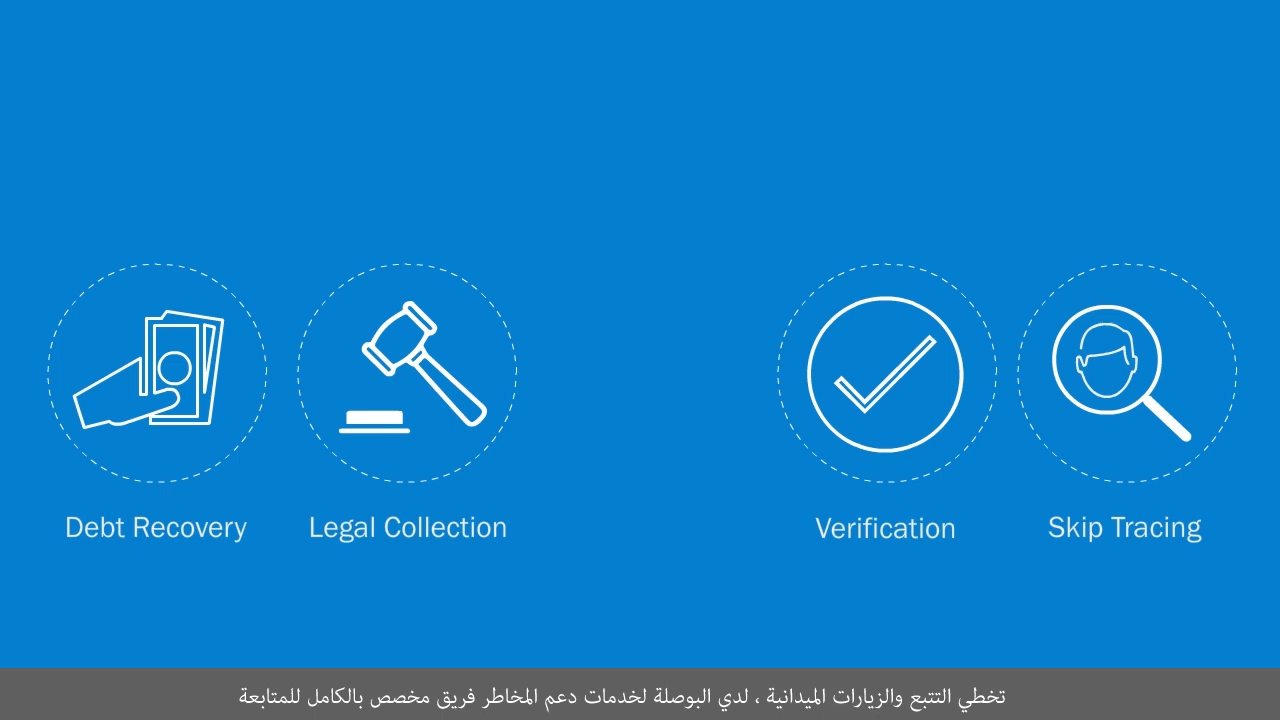 Debt Recovery
Legal Collection
Verification
Skip Tracing
تخطي التتبع والزيارات الميدانية ، لدي البوصلة لخدمات دعم المخاطر فريق مخصص بالكامل للمتابعة